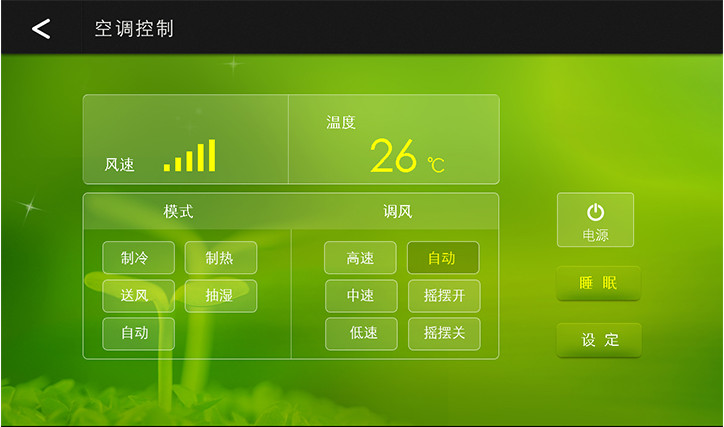 空调控制
温度
风速
26 ℃
模式
调风
制冷
制热
高速
自动
送风
抽湿
中速
摇摆开
自动
低速
摇摆关
电源
睡眠
设定